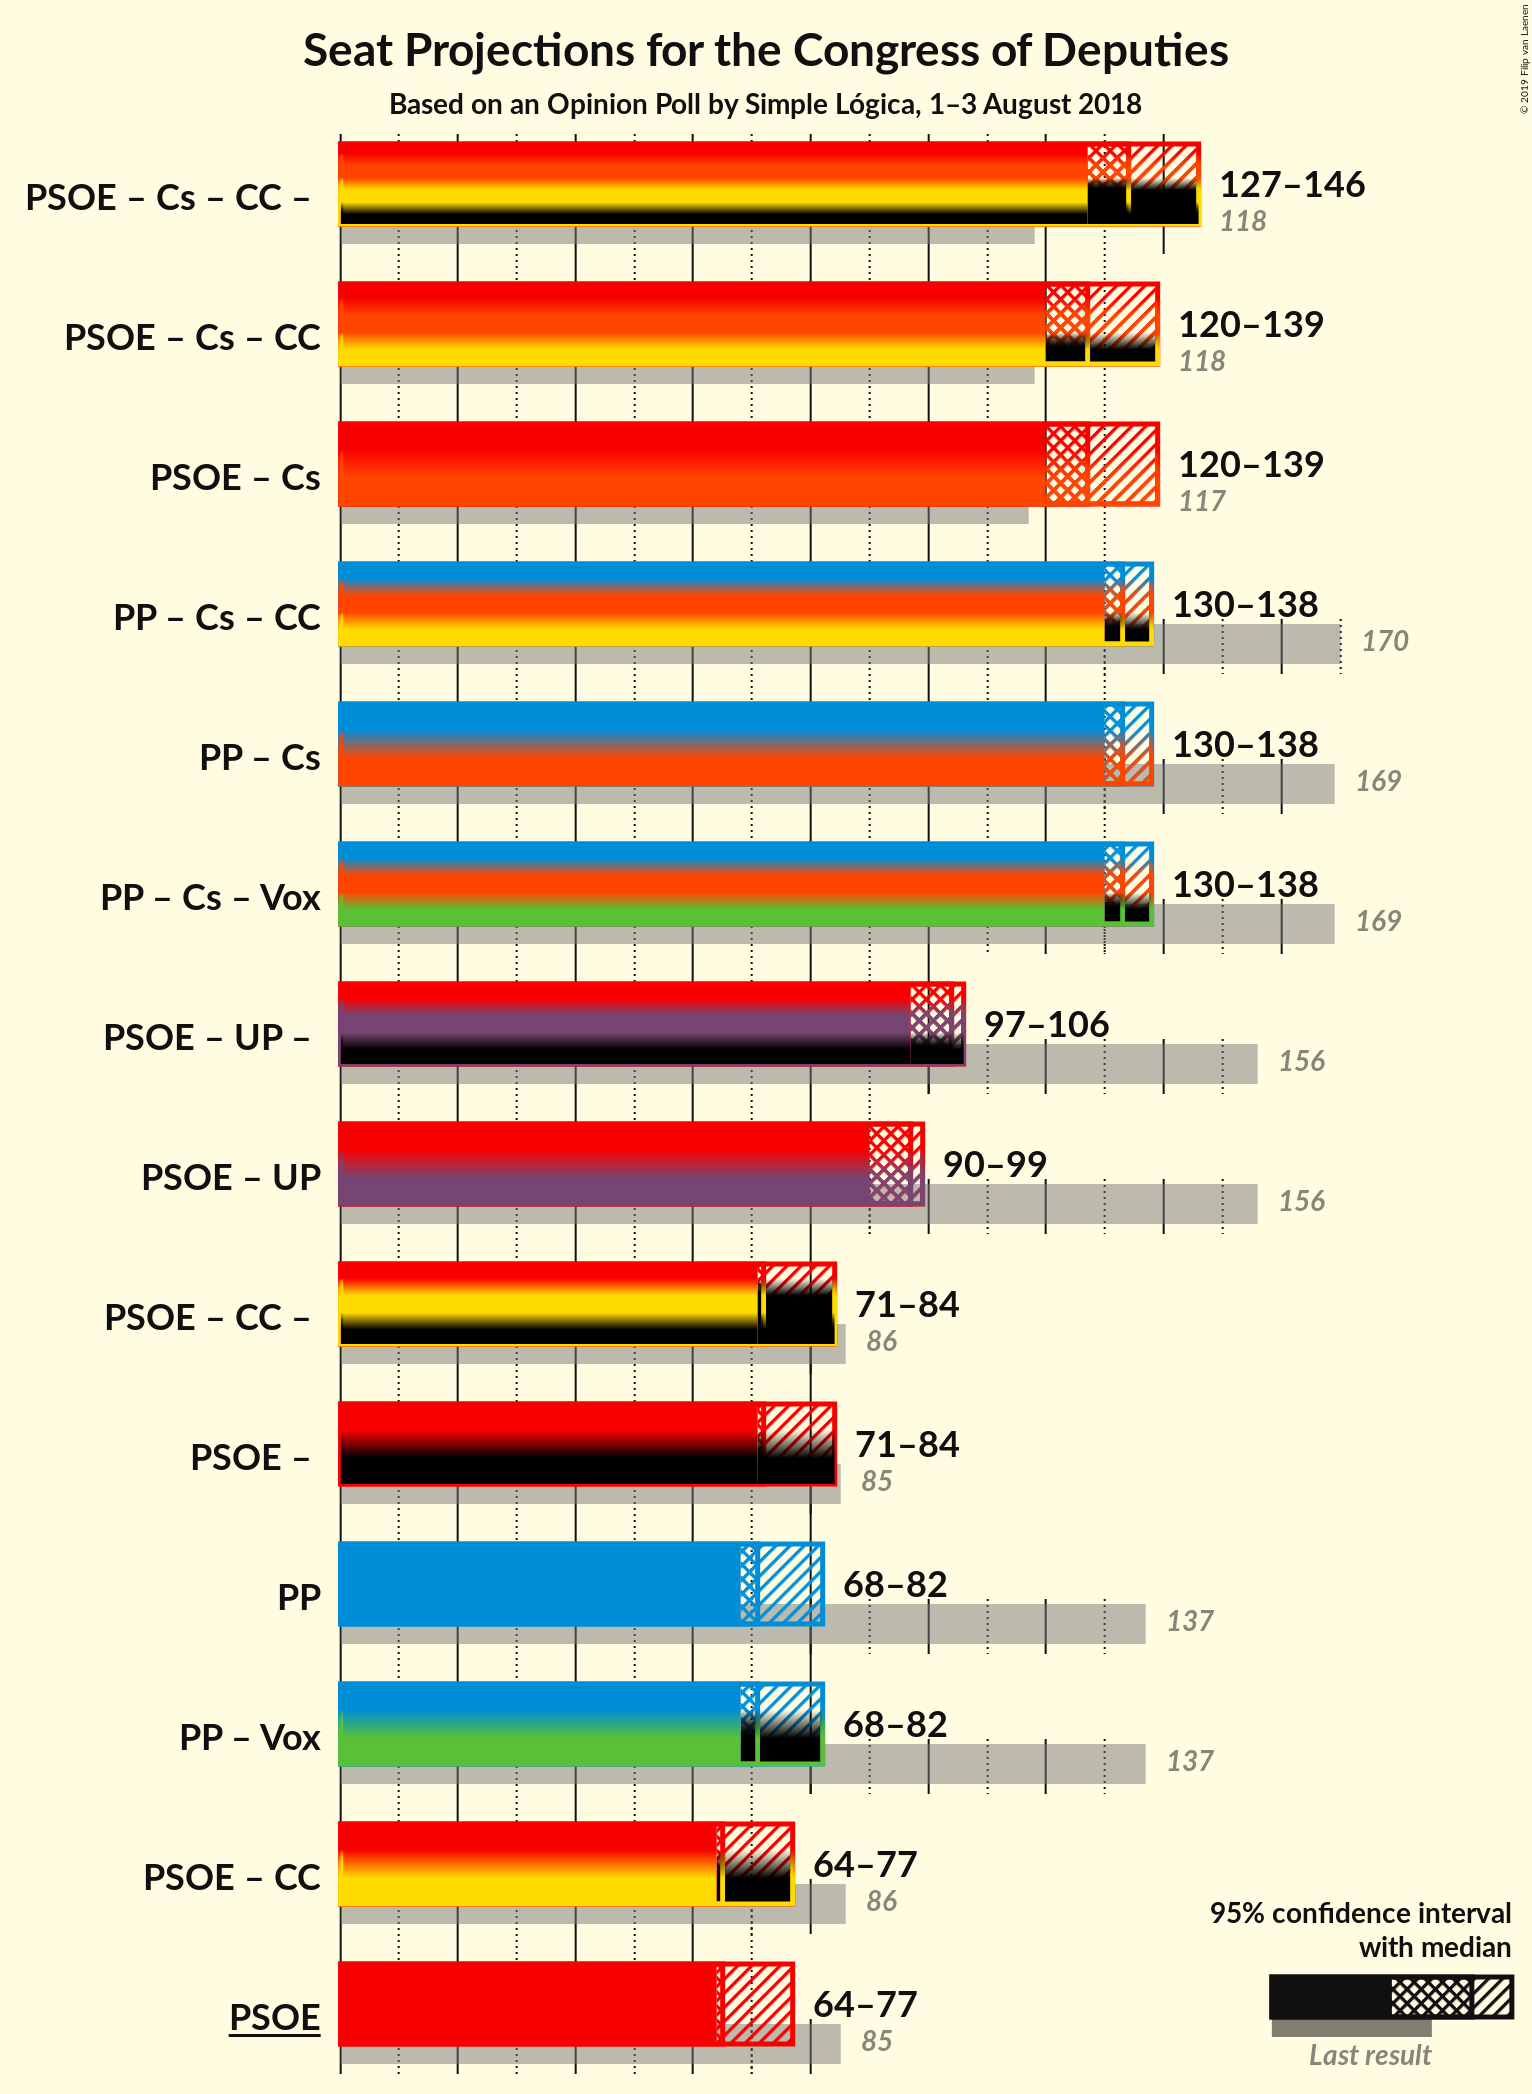 Seat Projections for the Congress of Deputies
Based on an Opinion Poll by Simple Lógica, 1–3 August 2018
© 2019 Filip van Laenen
PSOE – Cs – CC –
127–146
118
PSOE – Cs – CC
120–139
118
PSOE – Cs
120–139
117
PP – Cs – CC
130–138
170
PP – Cs
130–138
169
PP – Cs – Vox
130–138
169
PSOE – UP –
97–106
156
PSOE – UP
90–99
156
PSOE – CC –
71–84
86
PSOE –
71–84
85
PP
68–82
137
PP – Vox
68–82
137
PSOE – CC
64–77
86
PSOE
64–77
85
95% confidence interval
with median
Last result